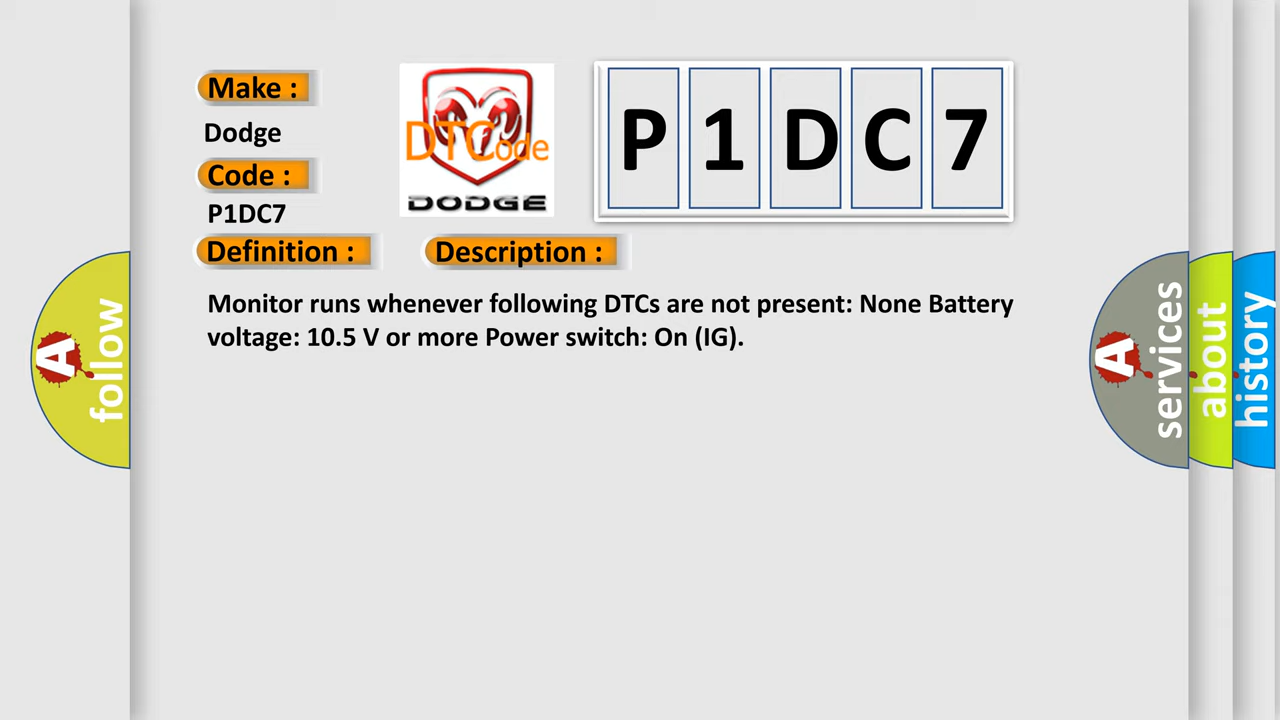 Make :
Dodge
Code :
P1DC7
Definition :
Description :
Monitor runs whenever following DTCs are not present: None Battery
voltage: 10.5 V or more Power switch: On (IG).
DTCode
DODGE
P 1 D C 7
A follow
A services
about
history